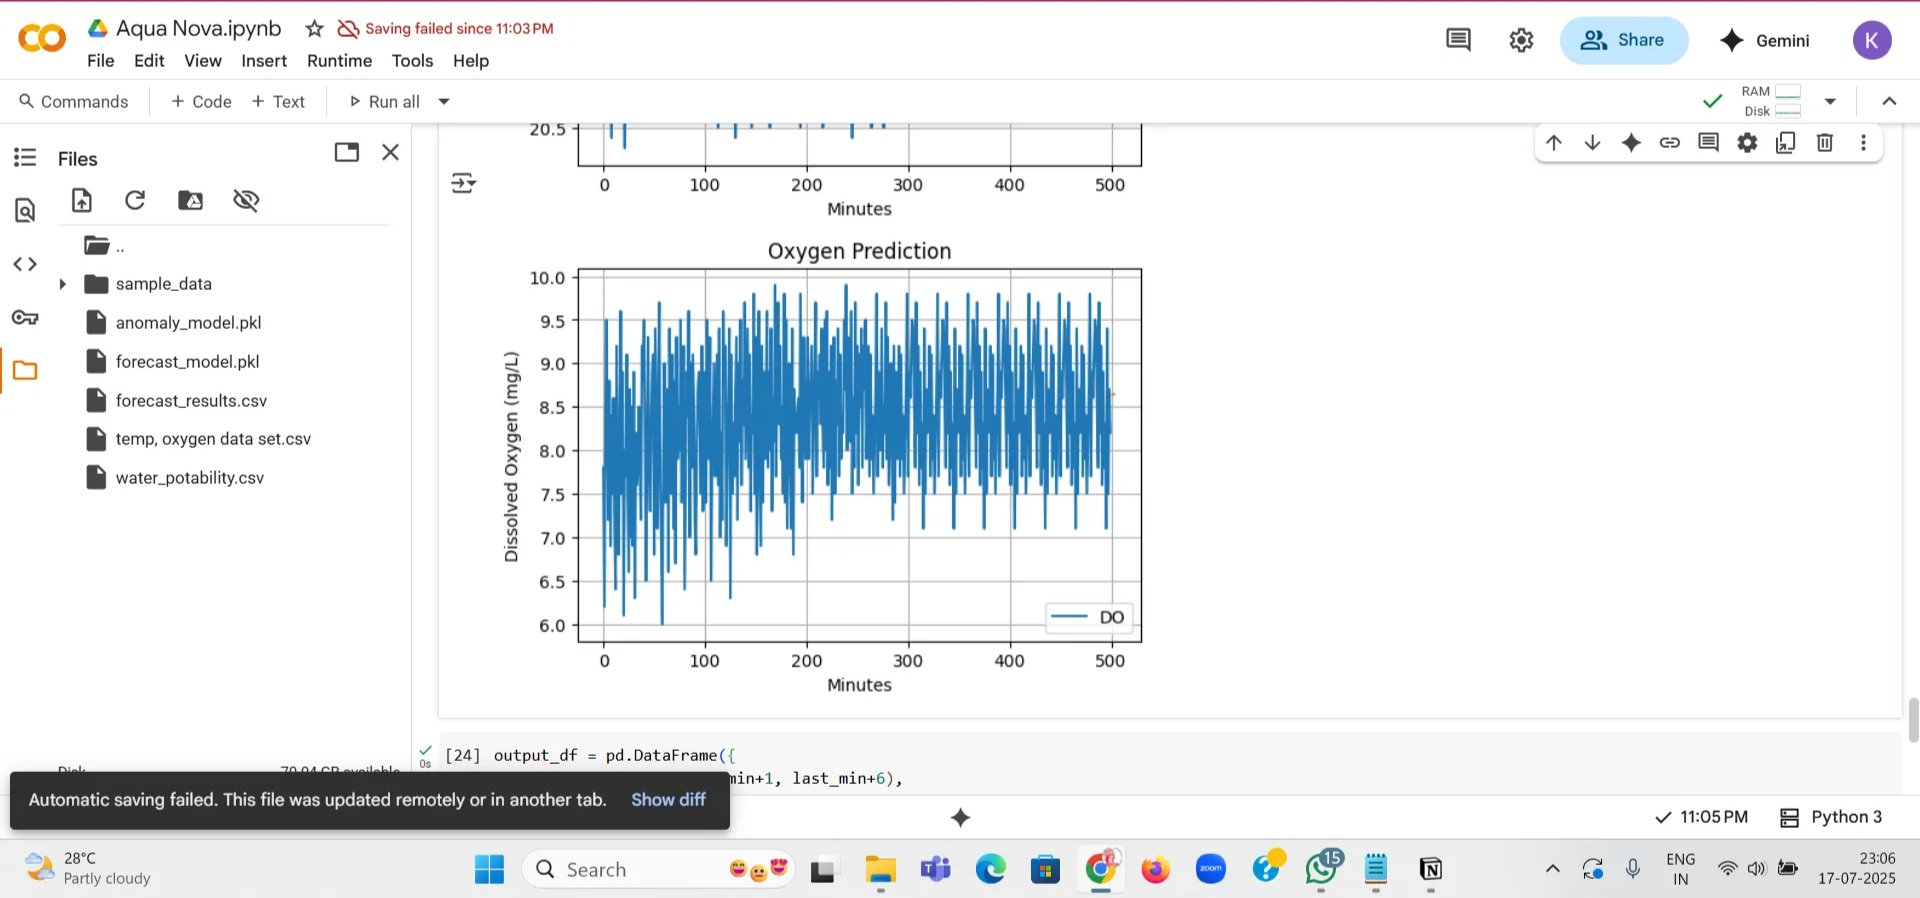 Aqua Nova.ipynb
Saving failed since 11:03 PM
File Edit View Insert Runtime Tools Help
Share
Gemini
K
Commands
+ Code + Text
Run all
RAM
Disk
Files
..
sample_data
anomaly_model.pkl
forecast_model.pkl
forecast_results.csv
temp, oxygen data set.csv
water_potability.csv
20.5
0 100 200 300 400 500
Minutes
Oxygen Prediction
Dissolved Oxygen (mg/L)
10.0
9.5
9.0
8.5
8.0
7.5
7.0
6.5
6.0
DO
0 100 200 300 400 500
Minutes
0s
[24] output_df = pd.DataFrame({
min+1, last_min+6),
Automatic saving failed. This file was updated remotely or in another tab. Show diff
11:05 PM
Python 3
28°C
Partly cloudy
Search
zoom
15
ENG
IN
23:06
17-07-2025